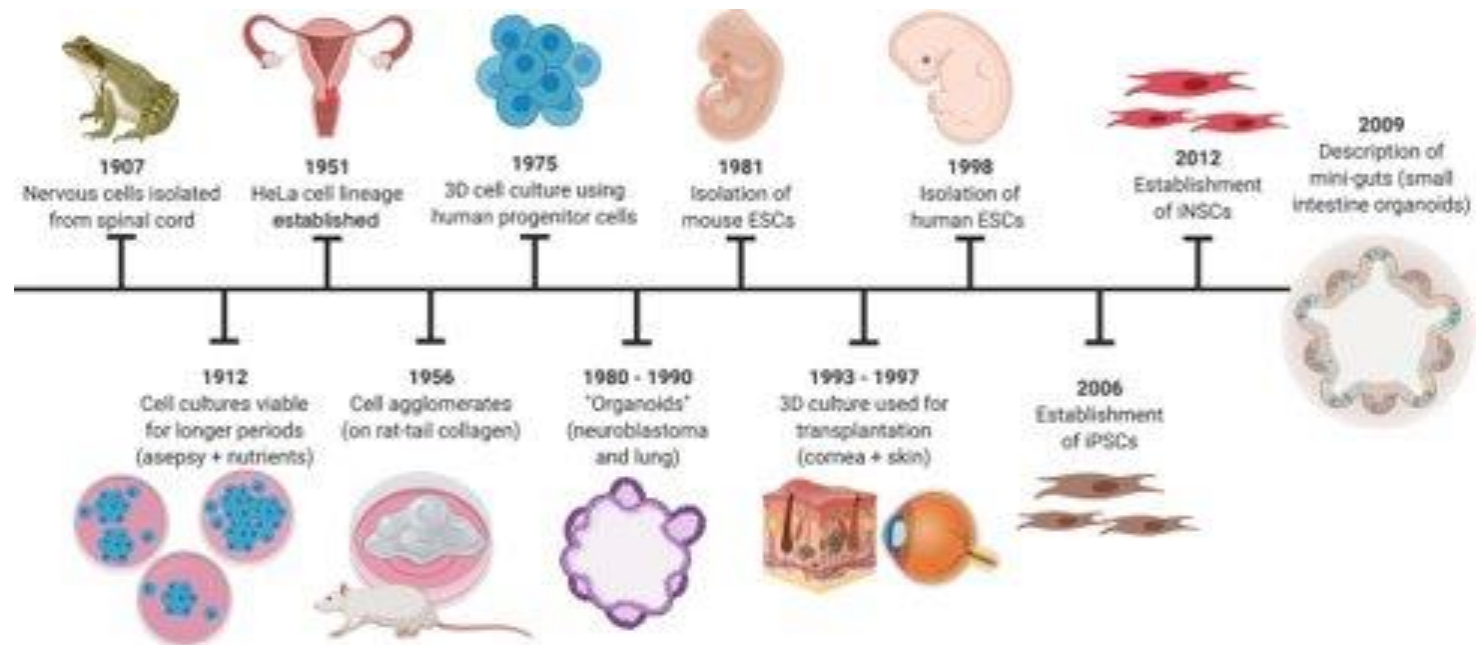 1907
Nervous cells isolated
from spinal cord
1951
HeLa cell lineage
established
1975
3D cell culture using
human progenitor cells
1981
Isolation of
mouse ESCs
1998
Isolation of
human ESCs
2012
Establishment
of iNSCs
2009
Description of
mini-guts (small
intestine organoids)
1912
Cell cultures viable
for longer periods
(asepsy + nutrients)
1956
Cell agglomerates
(on rat-tail collagen)
1980 - 1990
"Organoids"
(neuroblastoma
and lung)
1993 - 1997
3D culture used for
transplantation
(cornea + skin)
2006
Establishment
of iPSCs